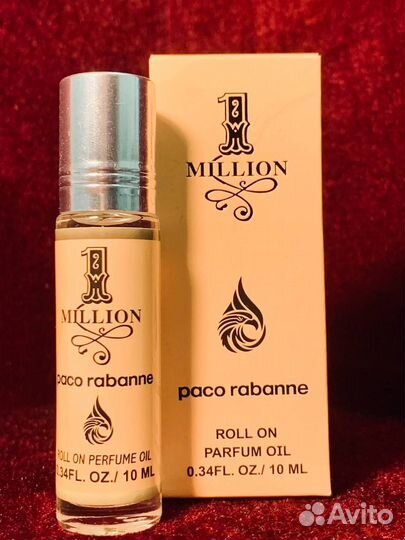 1
MILLION
paco rabanne
ROLL ON PERFUME OIL
0.34FL. OZ./ 10 ML
1
MILLION
paco rabanne
ROLL ON
PARFUM OIL
0.34FL. OZ./ 10 ML
Avito